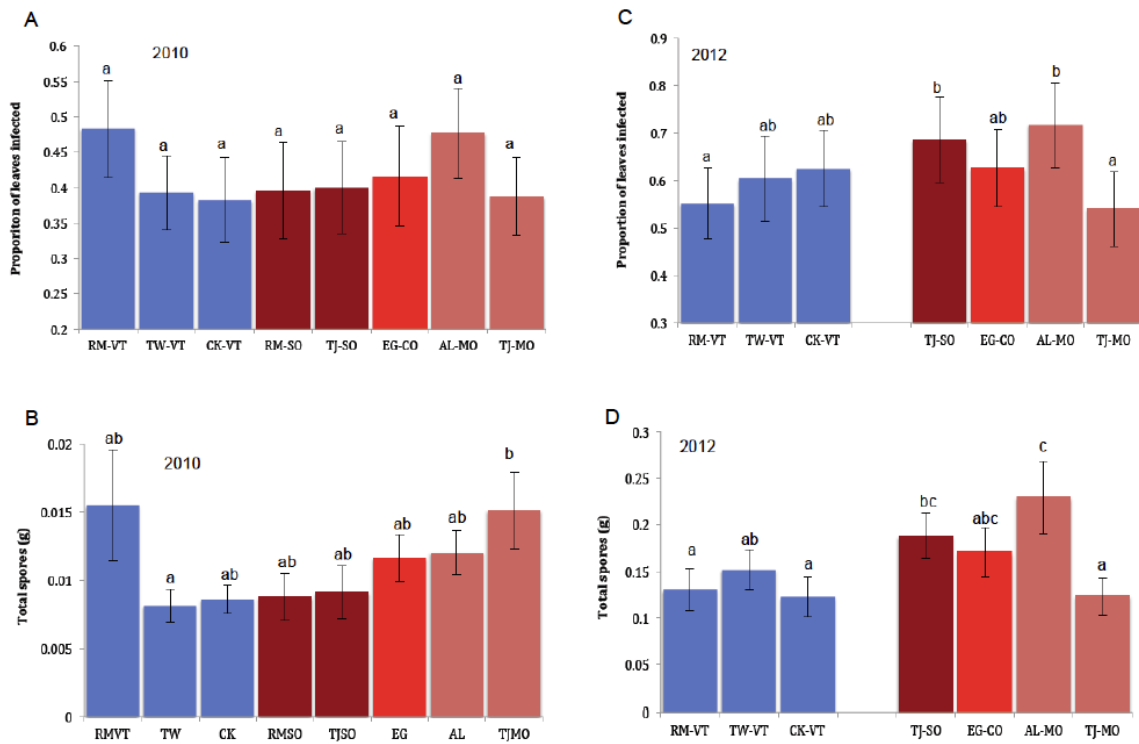 A
2010
Proporiton of leaves infected
0.6
0.55
0.5
0.45
0.4
0.35
0.3
0.25
0.2
a a a a a a a a
RM-VT TW-VT CK-VT RM-SO TJ-SO EG-CO AL-MO TJ-MO
C
2012
Proportion of leaves infected
0.9
0.8
0.7
0.6
0.5
0.4
0.3
a ab ab b ab b a
RM-VT TW-VT CK-VT TJ-SO EG-CO AL-MO TJ-MO
B
2010
Total spores (g)
0.02
0.015
0.01
0.005
0
ab a ab ab ab ab ab b
RMVT TW CK RMSO TJSO EG AL TJMO
D
2012
Total spores (g)
0.3
0.25
0.2
0.15
0.1
0.05
0
a ab a bc abc c a
RM-VT TW-VT CK-VT TJ-SO EG-CO AL-MO TJ-MO